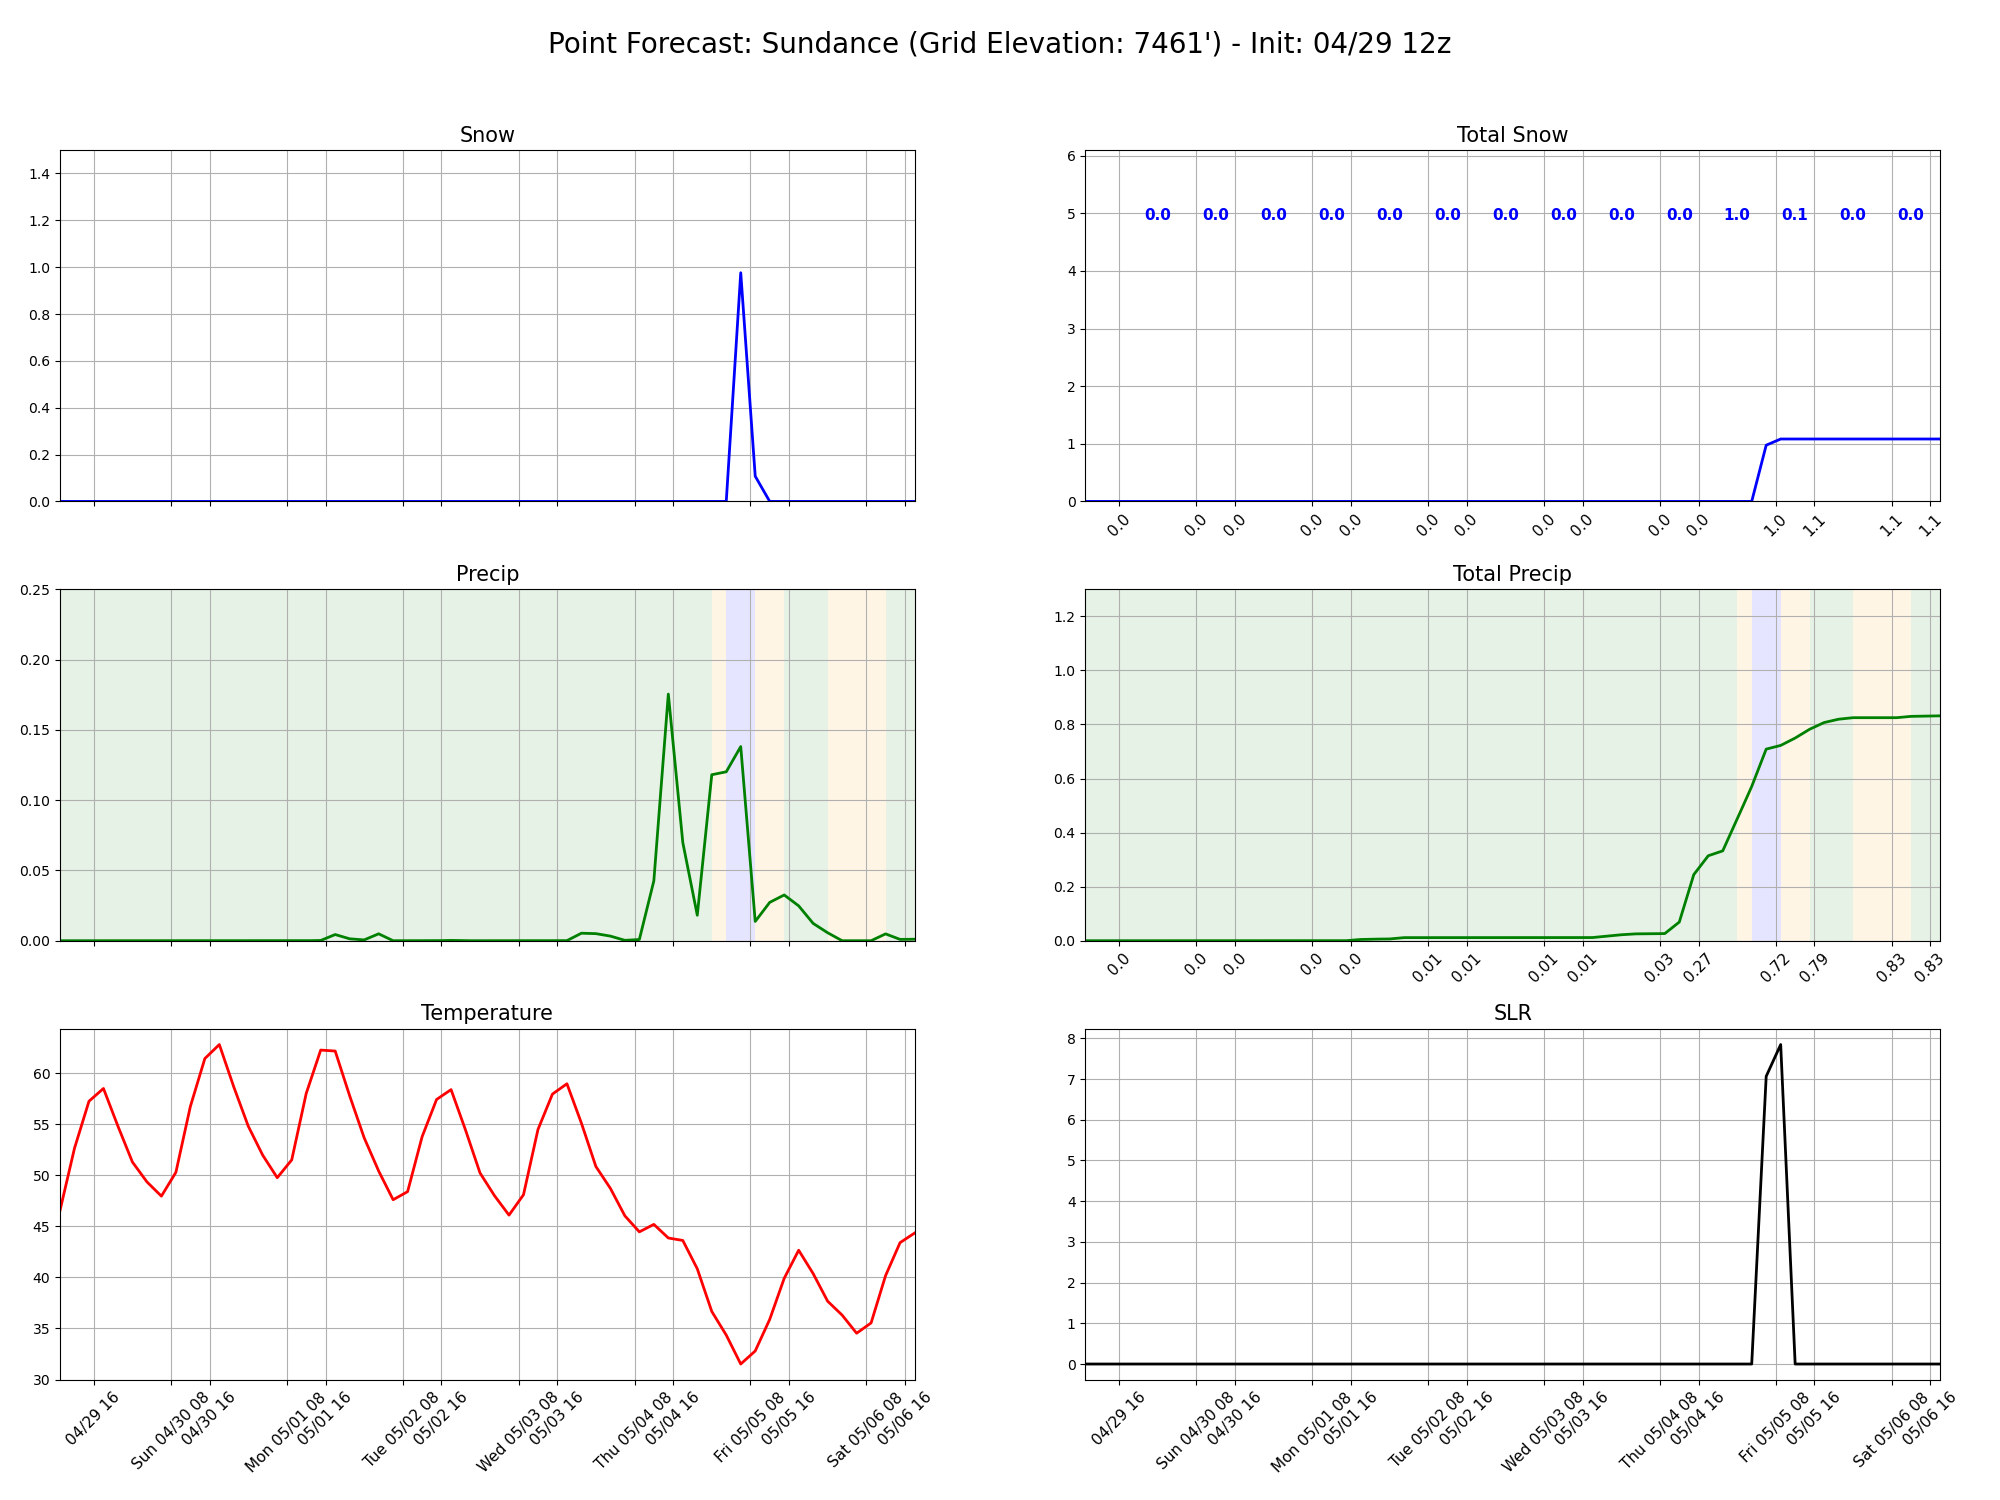 Point Forecast: Sundance (Grid Elevation: 7461') - Init: 04/29 12z
Snow
1.4
1.2
1.0
0.8
0.6
0.4
0.2
0.0
Total Snow
6
5
4
3
2
1
0
0.0 0.0 0.0 0.0 0.0 0.0 0.0 0.0 0.0 0.0 1.0 0.1 0.0 0.0
0.0 0.0 0.0 0.0 0.0 0.0 0.0 0.0 0.0 0.0 0.0 1.0 1.1 1.1 1.1
Precip
0.25
0.20
0.15
0.10
0.05
0.00
Total Precip
1.2
1.0
0.8
0.6
0.4
0.2
0.0
0.0 0.0 0.0 0.0 0.0 0.01 0.01 0.01 0.01 0.03 0.27 0.72 0.79 0.83 0.83
Temperature
60
55
50
45
40
35
30
04/29 16
Sun 04/30 08
04/30 16
Mon 05/01 08
05/01 16
Tue 05/02 08
05/02 16
Wed 05/03 08
05/03 16
Thu 05/04 08
05/04 16
Fri 05/05 08
05/05 16
Sat 05/06 08
05/06 16
SLR
8
7
6
5
4
3
2
1
0
04/29 16
Sun 04/30 08
04/30 16
Mon 05/01 08
05/01 16
Tue 05/02 08
05/02 16
Wed 05/03 08
05/03 16
Thu 05/04 08
05/04 16
Fri 05/05 08
05/05 16
Sat 05/06 08
05/06 16